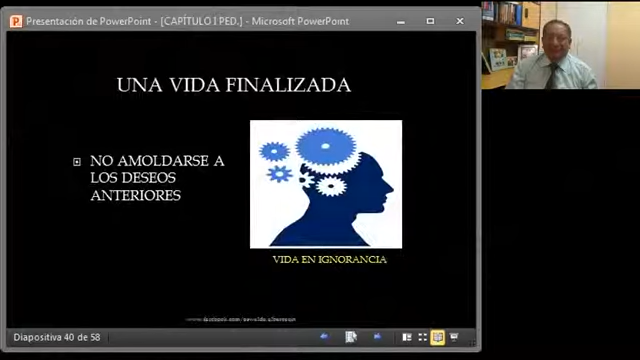 Presentación de PowerPoint - [CAPÍTULO I PED.] - Microsoft PowerPoint
UNA VIDA FINALIZADA
NO AMOLDARSE A
LOS DESEOS
ANTERIORES
VIDA EN IGNORANCIA
Diapositiva 40 de 58